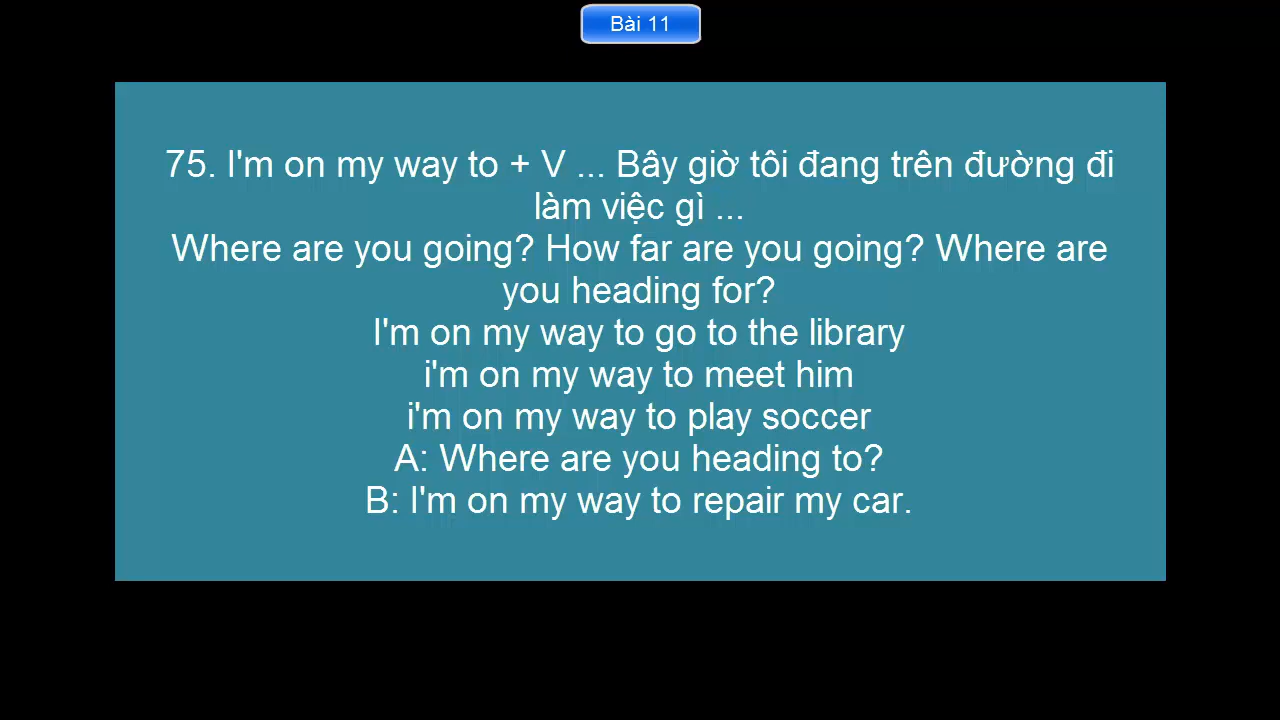 Bài 11
75. I'm on my way to + V ... Bây giờ tôi đang trên đường đi
làm việc gì ...
Where are you going? How far are you going? Where are
you heading for?
I'm on my way to go to the library
i'm on my way to meet him
i'm on my way to play soccer
A: Where are you heading to?
B: I'm on my way to repair my car.